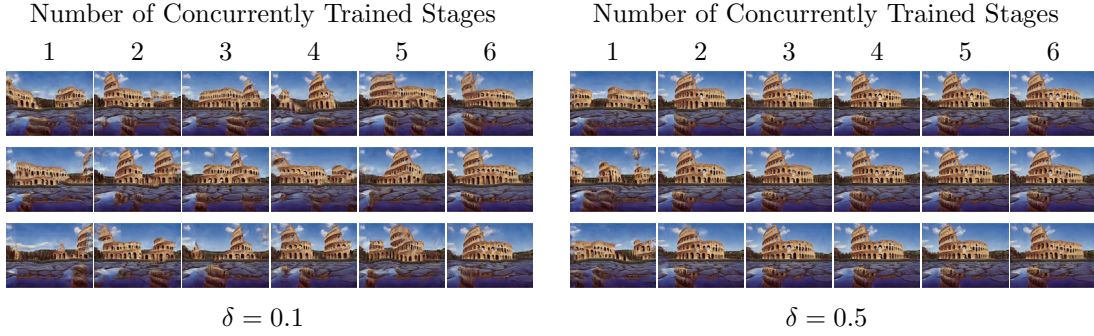 Number of Concurrently Trained Stages
1 2 3 4 5 6
δ = 0.1
Number of Concurrently Trained Stages
1 2 3 4 5 6
δ = 0.5